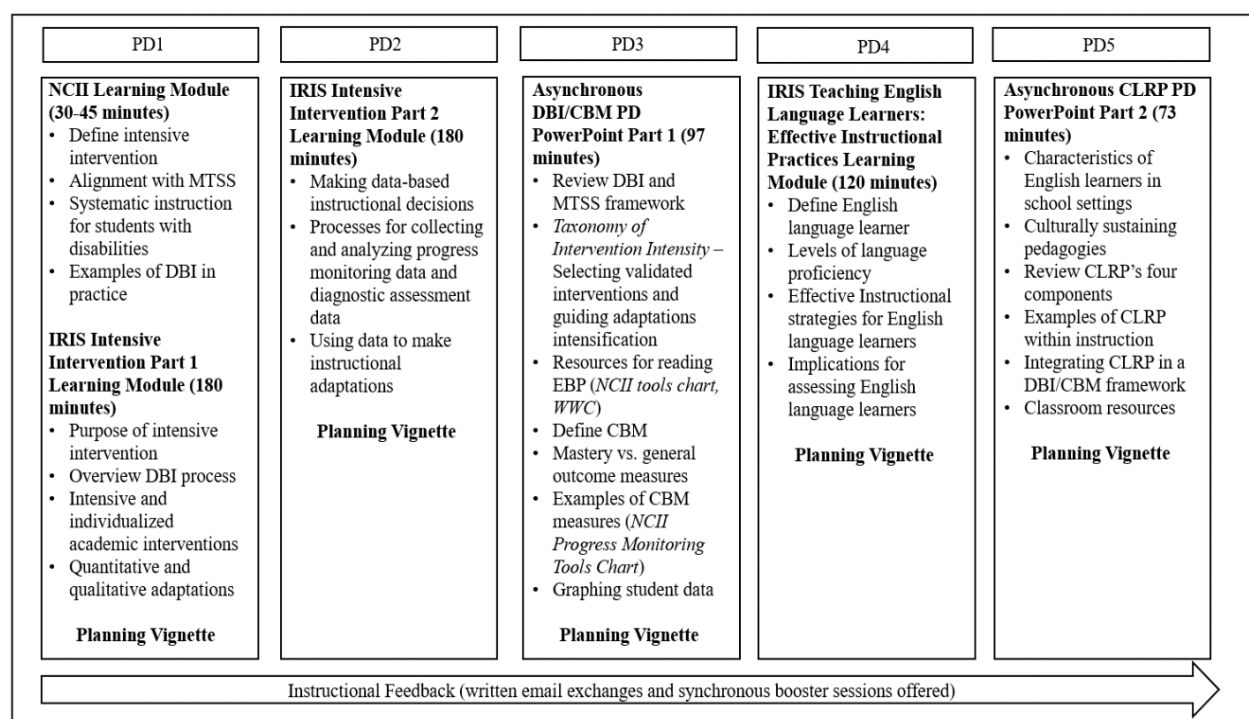 PD1
NCII Learning Module
(30-45 minutes)
• Define intensive
intervention
• Alignment with MTSS
• Systematic instruction
for students with
disabilities
• Examples of DBI in
practice
IRIS Intensive
Intervention Part 1
Learning Module (180
minutes)
• Purpose of intensive
intervention
• Overview DBI process
• Intensive and
individualized
academic interventions
• Quantitative and
qualitative adaptations
Planning Vignette
PD2
IRIS Intensive
Intervention Part 2
Learning Module (180
minutes)
• Making data-based
instructional decisions
• Processes for collecting
and analyzing progress
monitoring data and
diagnostic assessment
data
• Using data to make
instructional
adaptations
Planning Vignette
PD3
Asynchronous
DBI/CBM PD
PowerPoint Part 1 (97
minutes)
• Review DBI and
MTSS framework
• Taxonomy of
Intervention Intensity –
Selecting validated
interventions and
guiding adaptations
intensification
• Resources for reading
EBP (NCII tools chart,
WWC)
• Define CBM
• Mastery vs. general
outcome measures
• Examples of CBM
measures (NCII
Progress Monitoring
Tools Chart)
• Graphing student data
Planning Vignette
PD4
IRIS Teaching English
Language Learners:
Effective Instructional
Practices Learning
Module (120 minutes)
• Define English
language learner
• Levels of language
proficiency
• Effective Instructional
strategies for English
language learners
• Implications for
assessing English
language learners
Planning Vignette
PD5
Asynchronous CLRP PD
PowerPoint Part 2 (73
minutes)
• Characteristics of
English learners in
school settings
• Culturally sustaining
pedagogies
• Review CLRP's four
components
• Examples of CLRP
within instruction
• Integrating CLRP in a
DBI/CBM framework
• Classroom resources
Planning Vignette
Instructional Feedback (written email exchanges and synchronous booster sessions offered)